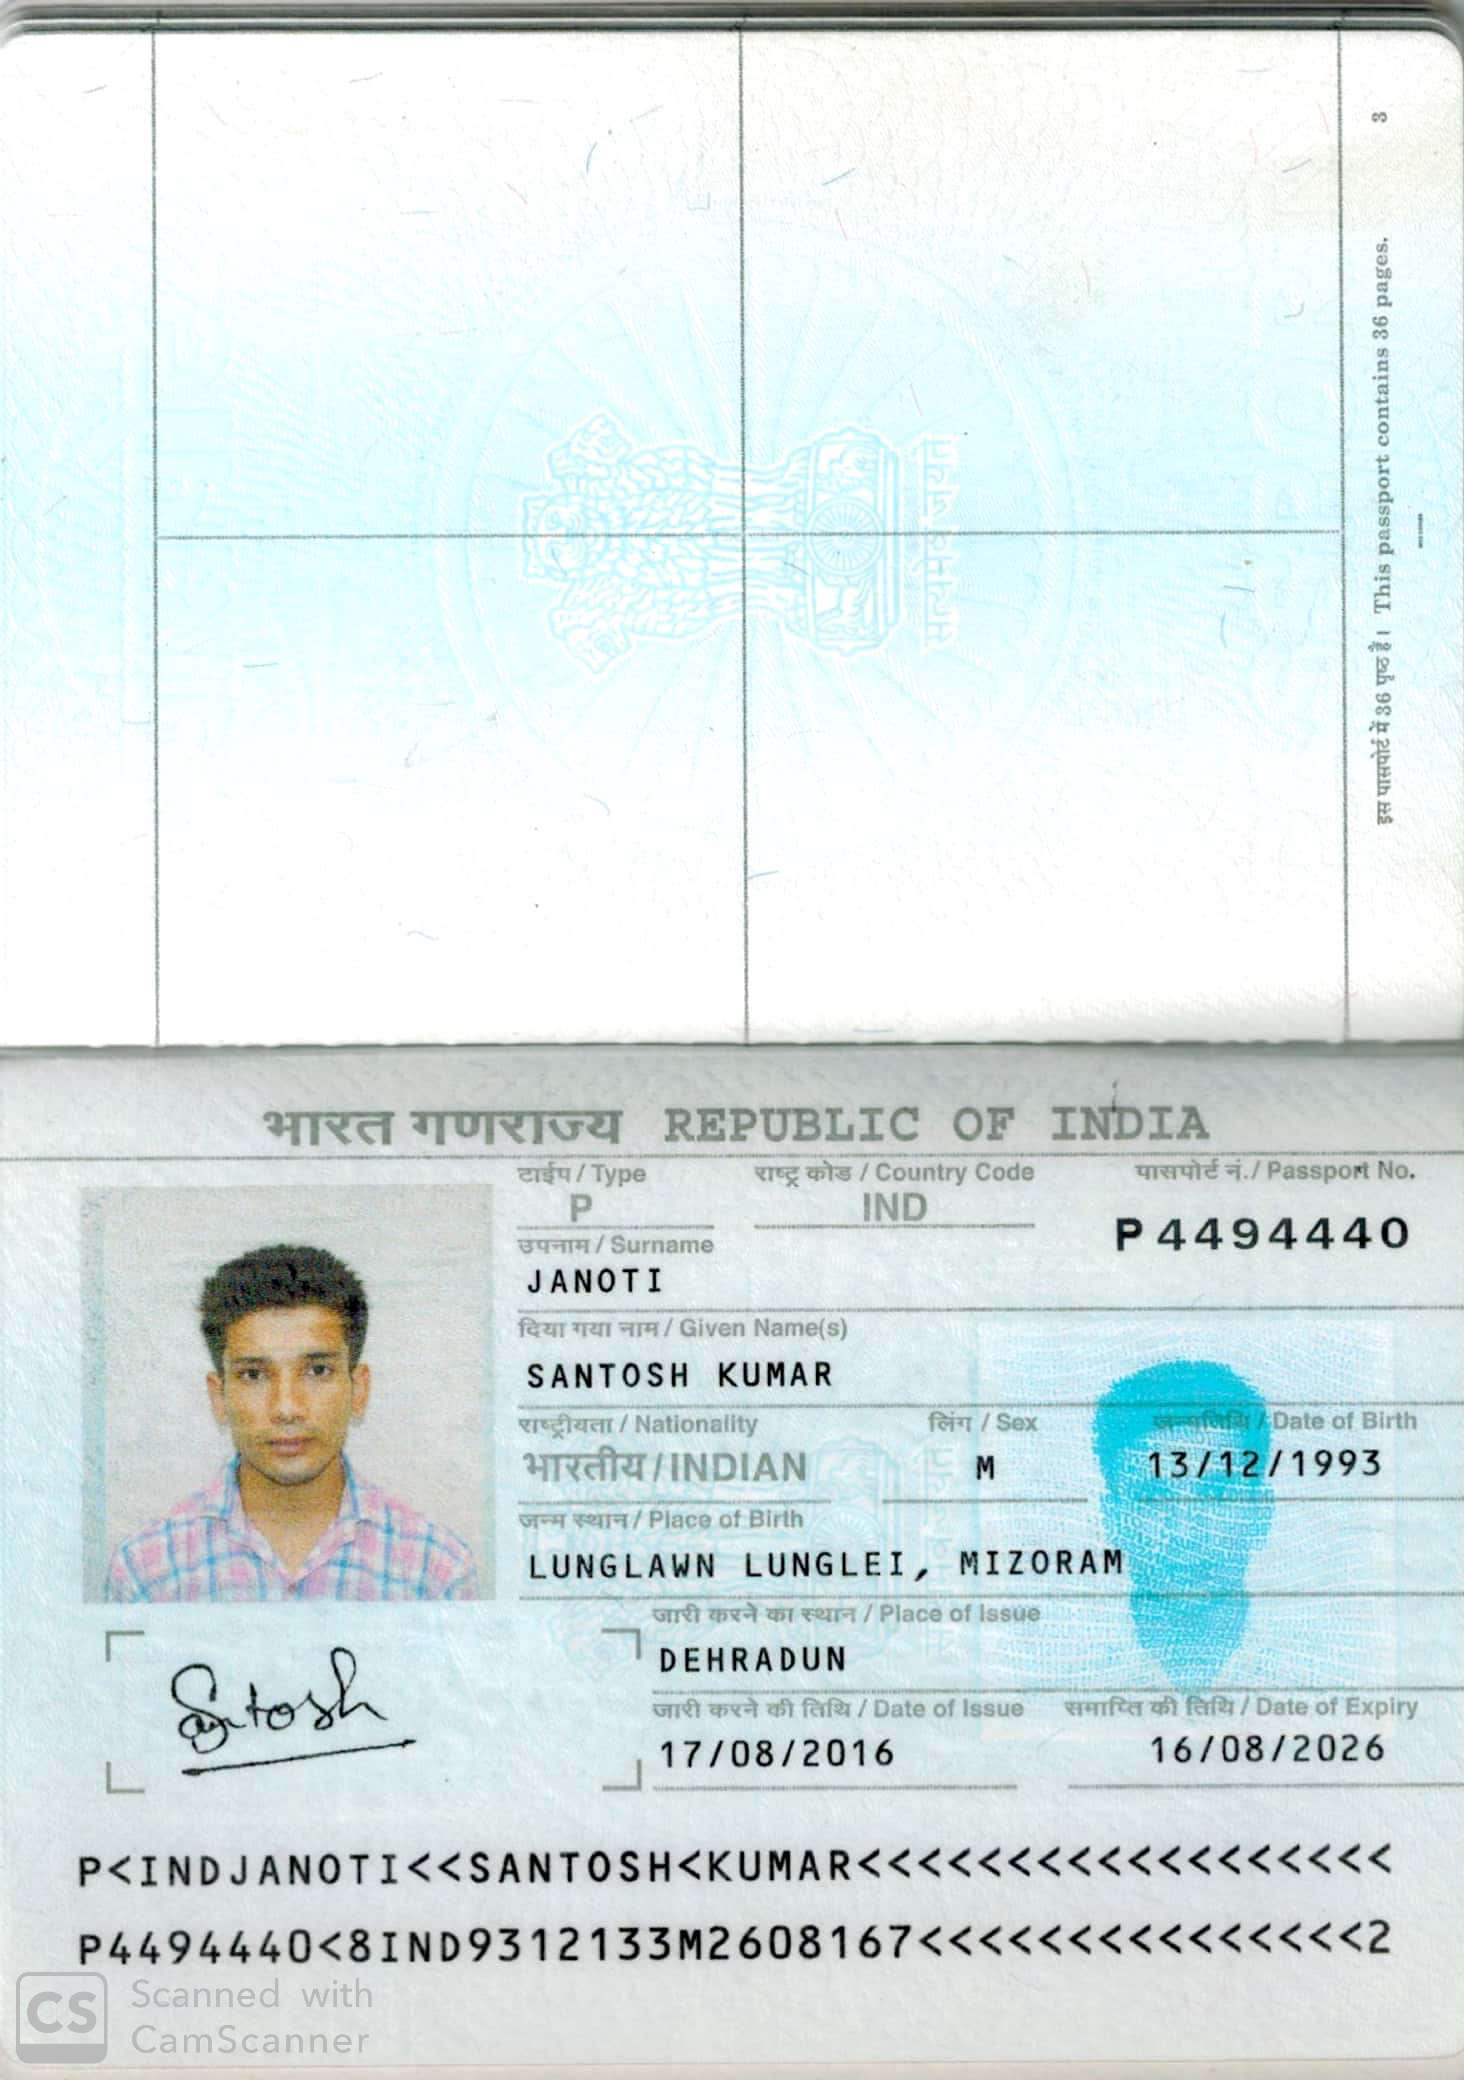 3
इस पासपोर्ट में 36 पृष्ठ हैं। This passport contains 36 pages.
सत्यमेव जयते
भारत गणराज्य REPUBLIC OF INDIA
टाईप / Type राष्ट्र कोड / Country Code पासपोर्ट नं. / Passport No.
P IND P4494440
उपनाम / Surname
JANOTI
दिया गया नाम / Given Name(s)
SANTOSH KUMAR
राष्ट्रीयता / Nationality लिंग / Sex जन्मतिथि / Date of Birth
भारतीय / INDIAN M 13/12/1993
जन्म स्थान / Place of Birth
LUNGLAWN LUNGLEI, MIZORAM
जारी करने का स्थान / Place of Issue
DEHRADUN
जारी करने की तिथि / Date of Issue समाप्ति की तिथि / Date of Expiry
17/08/2016 16/08/2026
Santosh
P<INDJANOTI<<SANTOSH<KUMAR<<<<<<<<<<<<<<<<<<
P4494440<8IND9312133M2608167<<<<<<<<<<<<<<<2
CS Scanned with
CamScanner